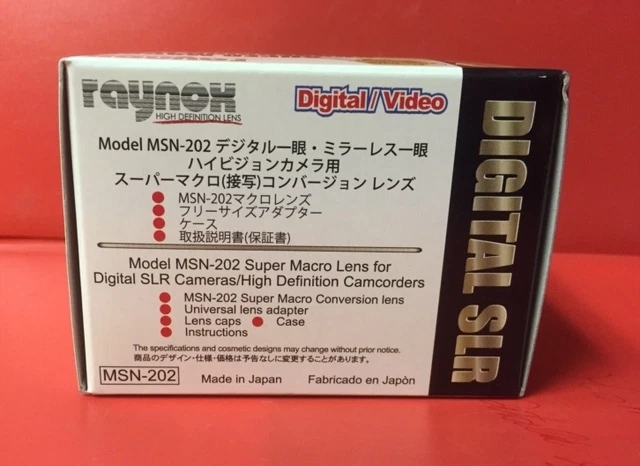 raynox
HIGH DEFINITION LENS
Digital/Video
Model MSN-202 デジタル一眼・ミラーレス一眼
ハイビジョンカメラ用
スーパーマクロ(接写)コンバージョン レンズ
● MSN-202マクロレンズ
● フリーサイズアダプター
● ケース
● 取扱説明書(保証書)
Model MSN-202 Super Macro Lens for
Digital SLR Cameras/High Definition Camcorders
● MSN-202 Super Macro Conversion lens
● Universal lens adapter
● Lens caps ● Case
● Instructions
The specifications and cosmetic designs may change without prior notice.
商品のデザイン・仕様・価格は予告なしに変更することがあります。
MSN-202 Made in Japan Fabricado en Japòn
DIGITAL SLR